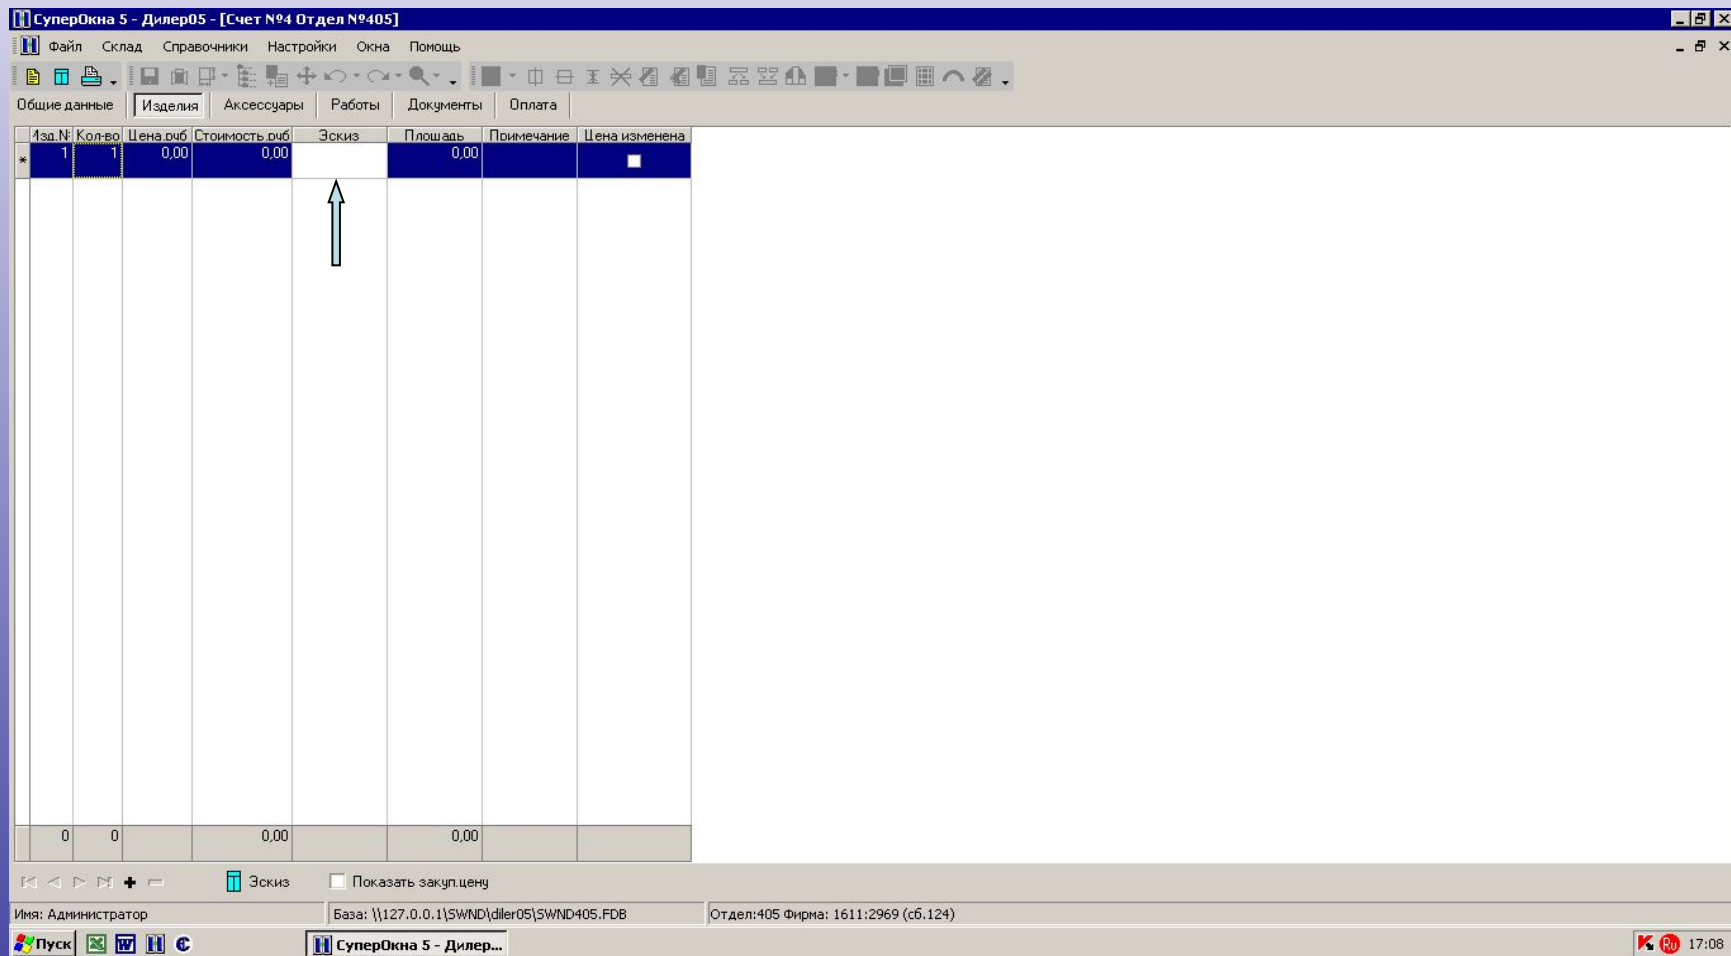 СуперОкна 5 - Дилер05 - [Счет №4 Отдел №405]
Файл Склад Справочники Настройки Окна Помощь
Общие данные Изделия Аксессуары Работы Документы Оплата
Изд.№ Кол-во Цена.руб Стоимость.руб Эскиз Площадь Примечание Цена изменена
* 1 1 0,00 0,00 0,00
0 0 0,00 0,00
Эскиз Показать закуп.цену
Имя: Администратор База: \\127.0.0.1\SWND\diler05\SWND405.FDB Отдел:405 Фирма: 1611:2969 (сб.124)
Пуск СуперОкна 5 - Дилер... Ru 17:08